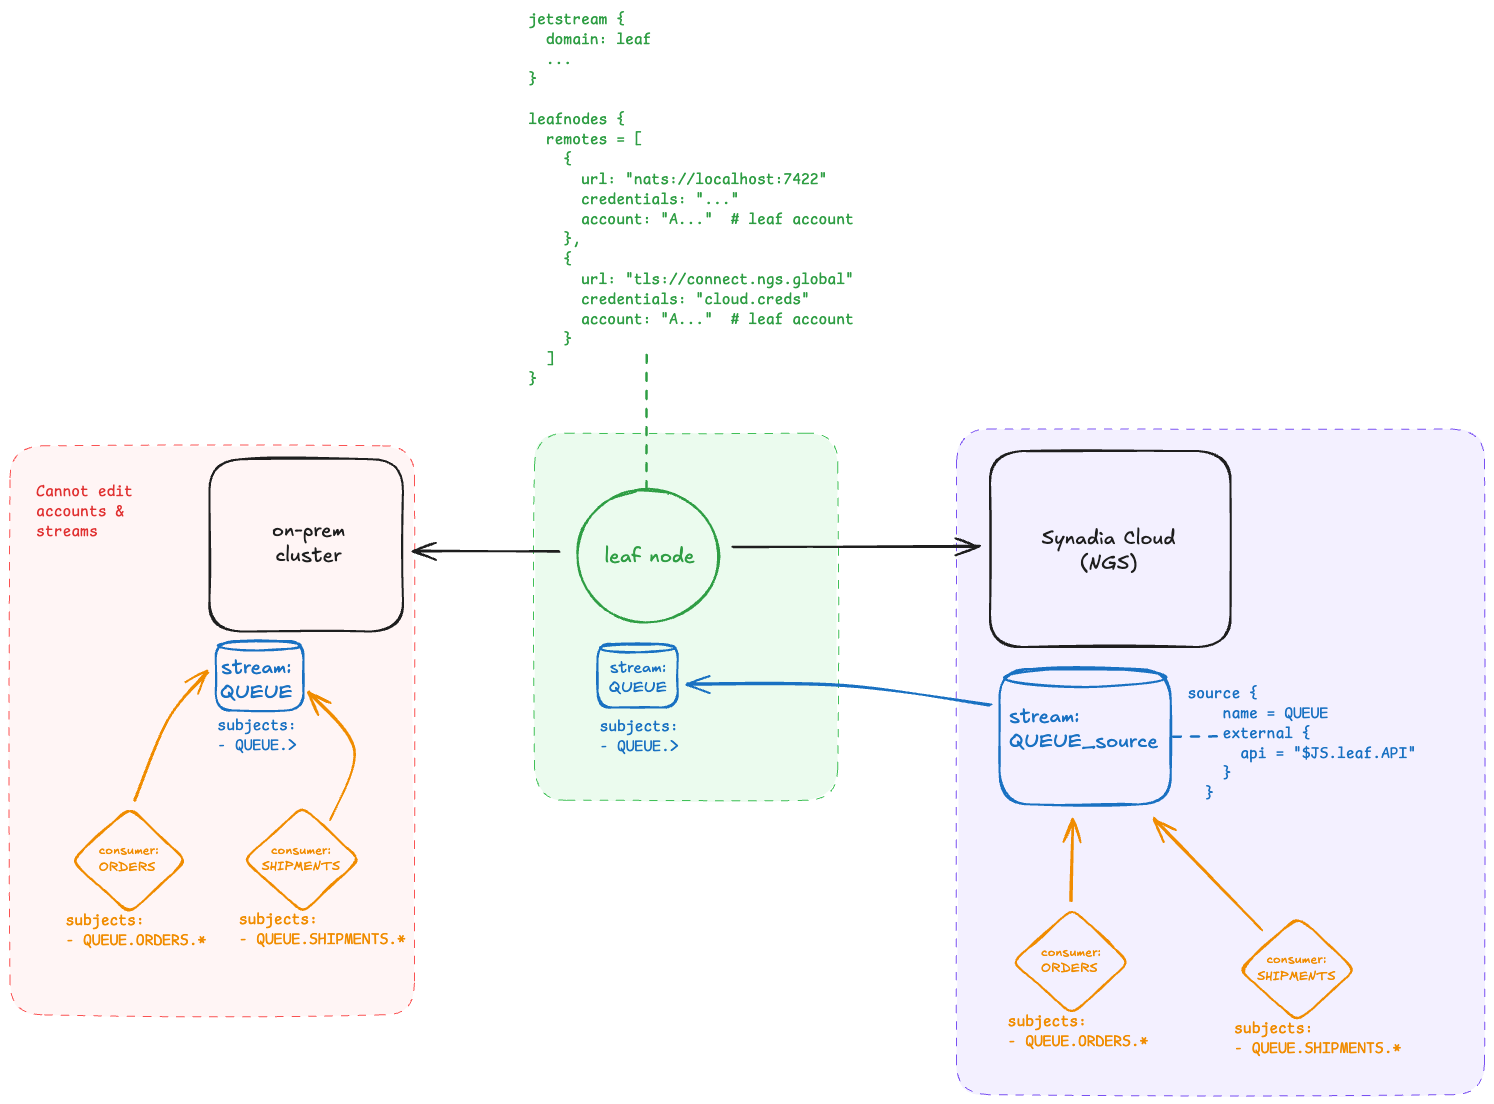 jetstream {
  domain: leaf
  ...
}
leafnodes {
  remotes = [
    {
      url: "nats://localhost:7422"
      credentials: "..."
      account: "A..."  # leaf account
    },
    {
      url: "tls://connect.ngs.global"
      credentials: "cloud.creds"
      account: "A..."  # leaf account
    }
  ]
}
Cannot edit
accounts &
streams
on-prem
cluster
stream:
QUEUE
subjects:
- QUEUE.>
consumer:
ORDERS
subjects:
- QUEUE.ORDERS.*
consumer:
SHIPMENTS
subjects:
- QUEUE.SHIPMENTS.*
leaf node
stream:
QUEUE
subjects:
- QUEUE.>
Synadia Cloud
(NGS)
stream:
QUEUE_source
source {
    name = QUEUE
    external {
      api = "$JS.leaf.API"
    }
  }
consumer:
ORDERS
subjects:
- QUEUE.ORDERS.*
consumer:
SHIPMENTS
subjects:
- QUEUE.SHIPMENTS.*